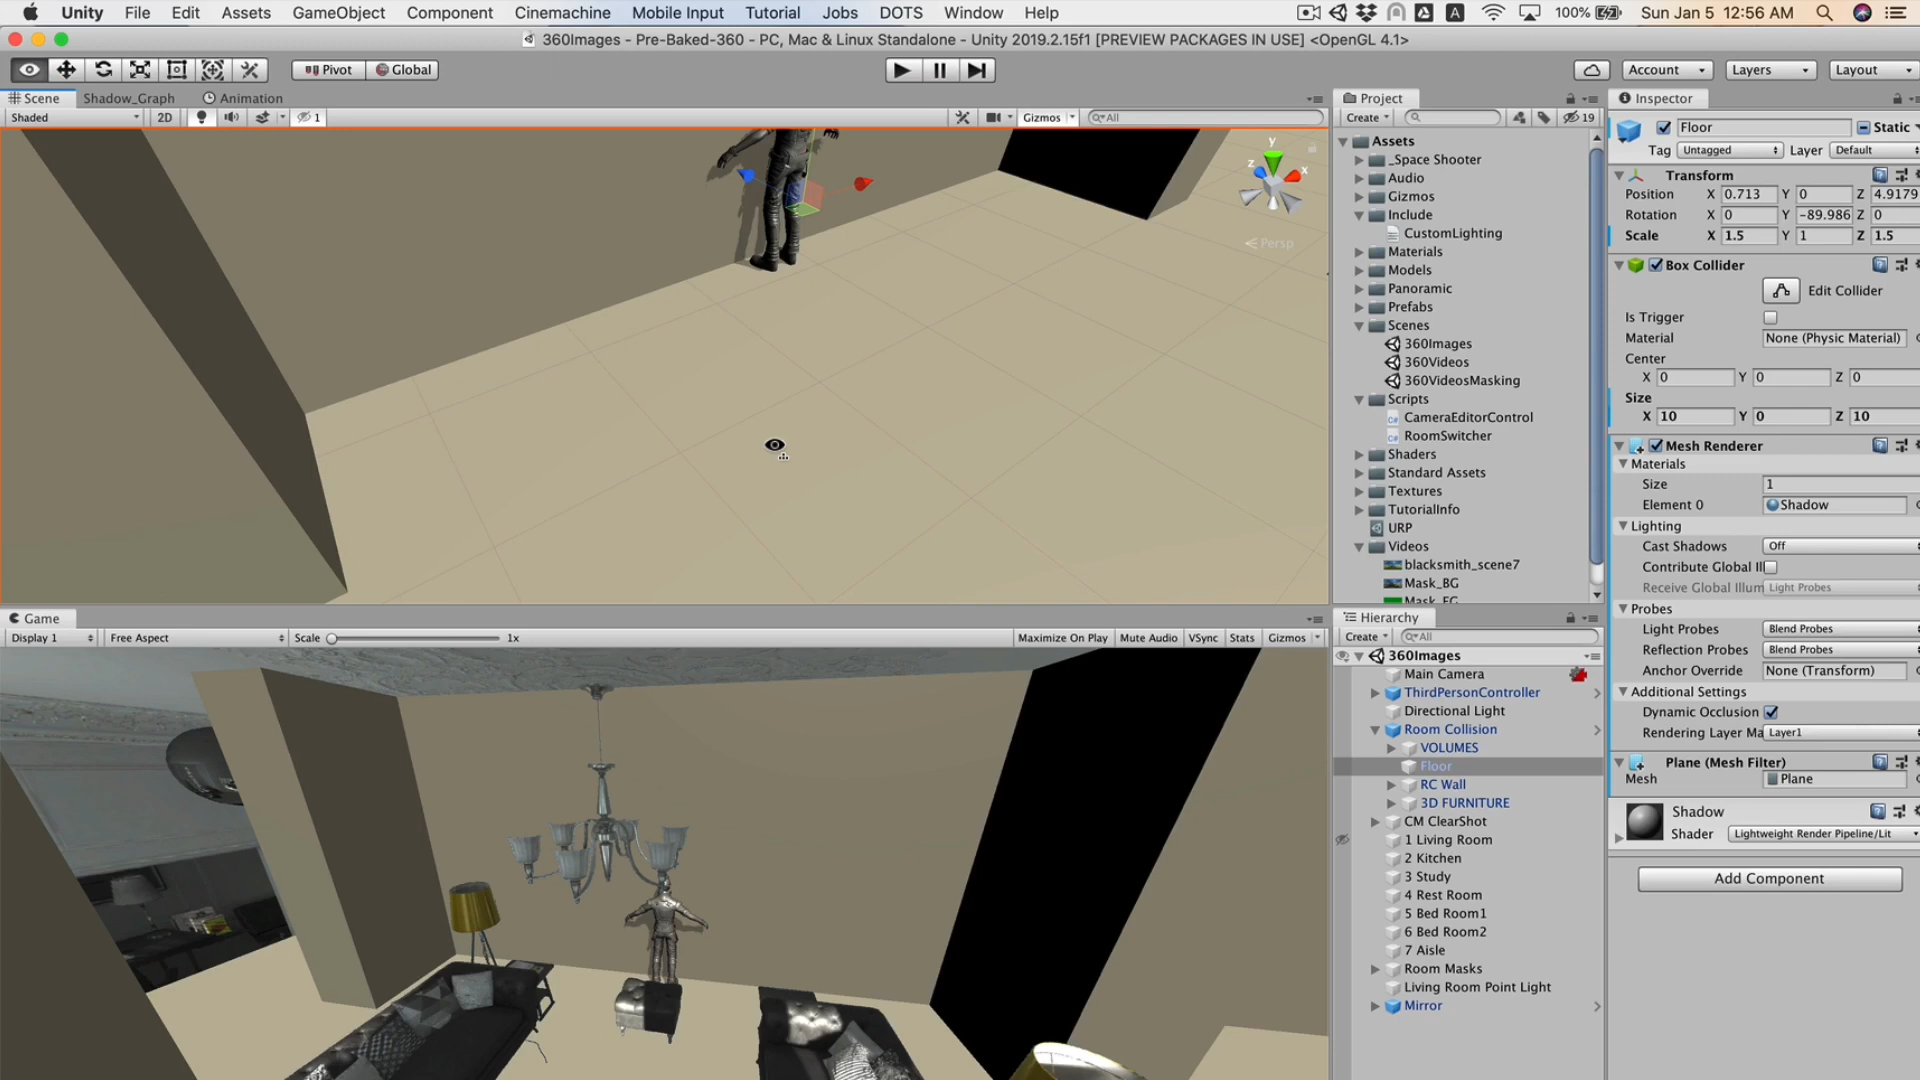 Unity File Edit Assets GameObject Component Cinemachine Mobile Input Tutorial Jobs DOTS Window Help 100% Sun Jan 5 12:56 AM
360Images - Pre-Baked-360 - PC, Mac & Linux Standalone - Unity 2019.2.15f1 [PREVIEW PACKAGES IN USE] <OpenGL 4.1>
Pivot Global Account Layers Layout
Scene Shadow_Graph Animation
Shaded 2D 1 Gizmos All
y
z
x
Persp
Game
Display 1 Free Aspect Scale 1x Maximize On Play Mute Audio VSync Stats Gizmos
Project
Create 19
Assets
_Space Shooter
Audio
Gizmos
Include
CustomLighting
Materials
Models
Panoramic
Prefabs
Scenes
360Images
360Videos
360VideosMasking
Scripts
CameraEditorControl
RoomSwitcher
Shaders
Standard Assets
Textures
TutorialInfo
URP
Videos
blacksmith_scene7
Mask_BG
Mask_FG
Hierarchy
Create All
360Images
Main Camera
ThirdPersonController
Directional Light
Room Collision
VOLUMES
Floor
RC Wall
3D FURNITURE
CM ClearShot
1 Living Room
2 Kitchen
3 Study
4 Rest Room
5 Bed Room1
6 Bed Room2
7 Aisle
Room Masks
Living Room Point Light
Mirror
Inspector
Floor Static
Tag Untagged Layer Default
Transform
Position X 0.713 Y 0 Z 4.9179
Rotation X 0 Y -89.986 Z 0
Scale X 1.5 Y 1 Z 1.5
Box Collider
Edit Collider
Is Trigger
Material None (Physic Material)
Center
X 0 Y 0 Z 0
Size
X 10 Y 0 Z 10
Mesh Renderer
Materials
Size 1
Element 0 Shadow
Lighting
Cast Shadows Off
Contribute Global Ill
Receive Global Illum Light Probes
Probes
Light Probes Blend Probes
Reflection Probes Blend Probes
Anchor Override None (Transform)
Additional Settings
Dynamic Occlusion
Rendering Layer Ma Layer1
Plane (Mesh Filter)
Mesh Plane
Shadow
Shader Lightweight Render Pipeline/Lit
Add Component